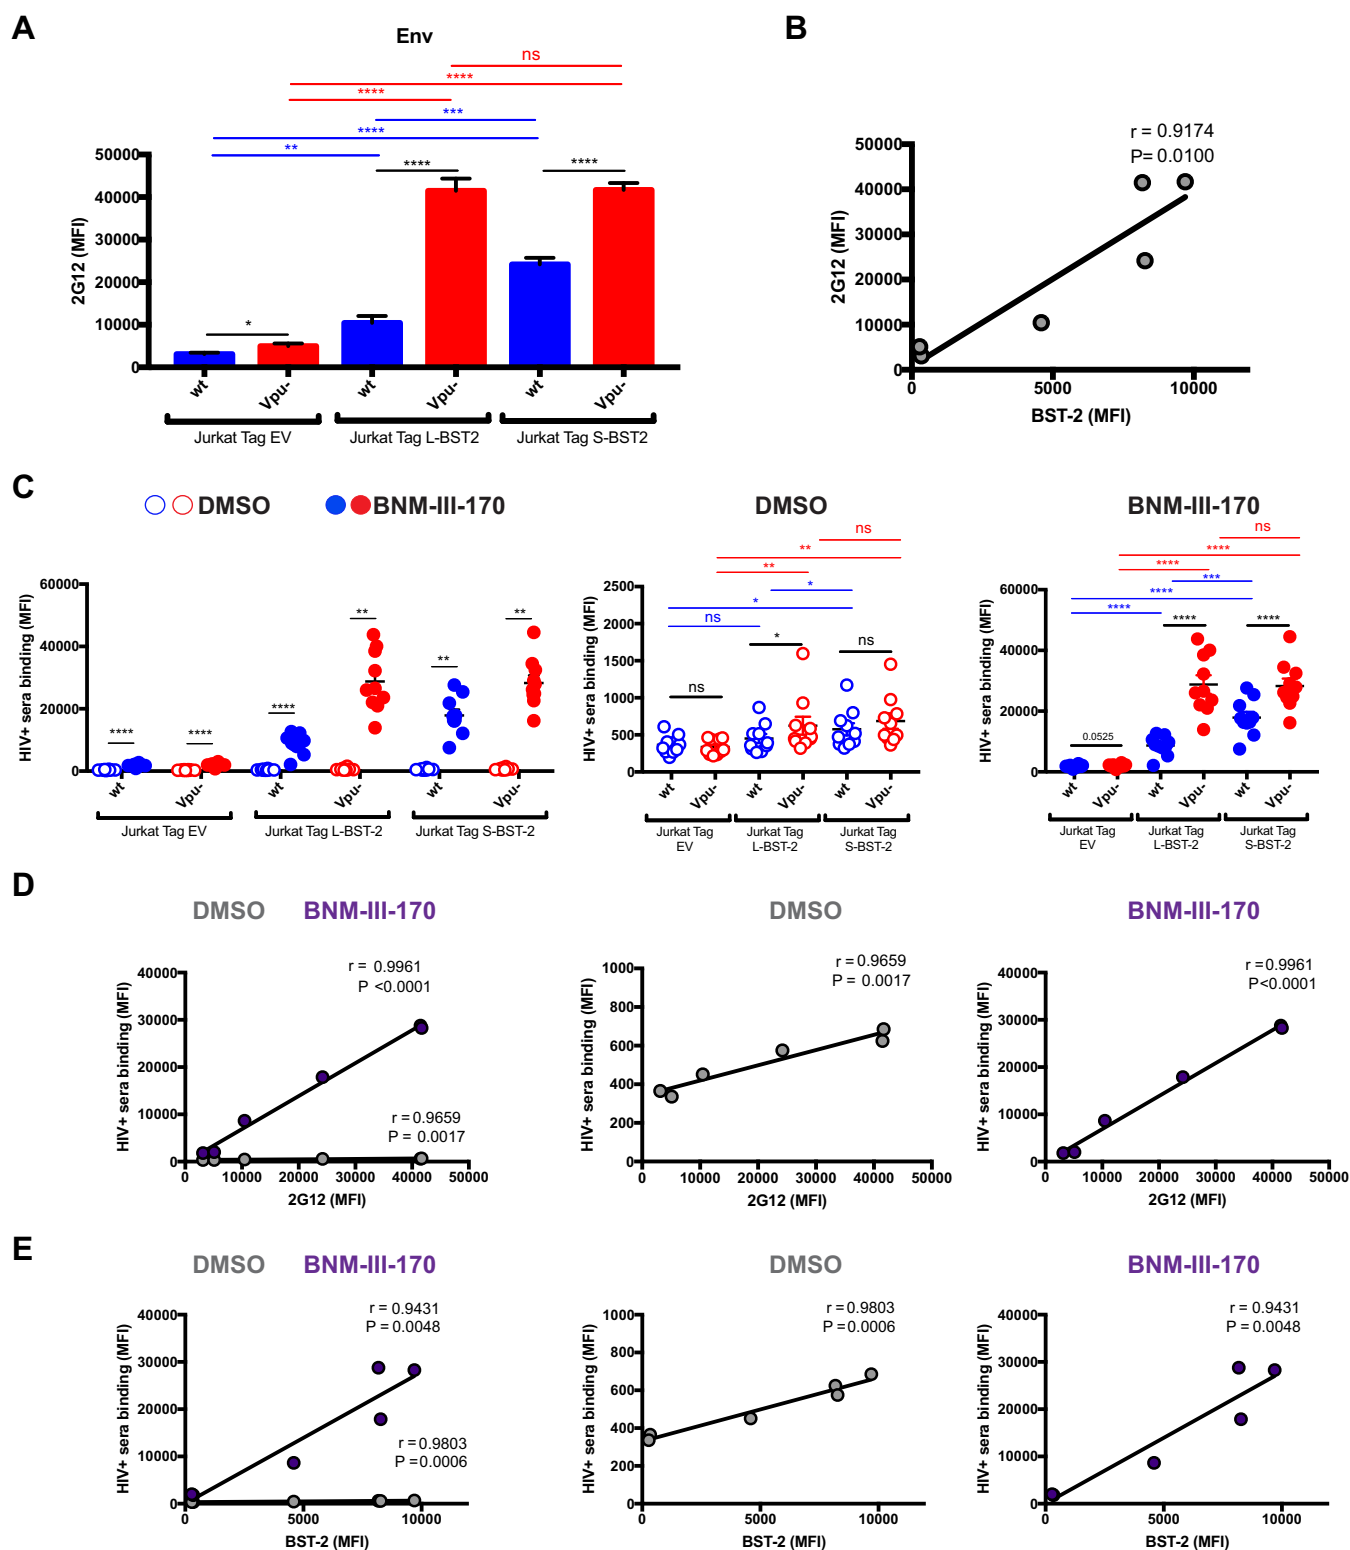 A
Env
ns
****
****
***
****
**
****
****
*
50000
40000
30000
20000
10000
0
2G12 (MFI)
wt
Vpu-
wt
Vpu-
wt
Vpu-
Jurkat Tag EV
Jurkat Tag L-BST2
Jurkat Tag S-BST2
B
r = 0.9174
P= 0.0100
50000
40000
30000
20000
10000
0
2G12 (MFI)
0
5000
10000
BST-2 (MFI)
C
DMSO
BNM-III-170
60000
40000
20000
0
HIV+ sera binding (MFI)
****
****
****
**
**
**
wt
Vpu-
wt
Vpu-
wt
Vpu-
Jurkat Tag EV
Jurkat Tag L-BST-2
Jurkat Tag S-BST-2
DMSO
ns
**
**
*
*
ns
ns
*
ns
2500
2000
1500
1000
500
0
HIV+ sera binding (MFI)
wt
Vpu-
wt
Vpu-
wt
Vpu-
Jurkat Tag
EV
Jurkat Tag
L-BST-2
Jurkat Tag
S-BST-2
BNM-III-170
ns
****
****
***
****
****
****
****
0.0525
60000
40000
20000
0
HIV+ sera binding (MFI)
wt
Vpu-
wt
Vpu-
wt
Vpu-
Jurkat Tag
EV
Jurkat Tag
L-BST-2
Jurkat Tag
S-BST-2
D
DMSO
BNM-III-170
r = 0.9961
P <0.0001
r = 0.9659
P = 0.0017
40000
30000
20000
10000
0
HIV+ sera binding (MFI)
0
10000
20000
30000
40000
50000
2G12 (MFI)
DMSO
r = 0.9659
P = 0.0017
1000
800
600
400
200
0
HIV+ sera binding (MFI)
0
10000
20000
30000
40000
50000
2G12 (MFI)
BNM-III-170
r =0.9961
P<0.0001
40000
30000
20000
10000
0
HIV+ sera binding (MFI)
0
10000
20000
30000
40000
50000
2G12 (MFI)
E
DMSO
BNM-III-170
r = 0.9431
P = 0.0048
r = 0.9803
P =0.0006
40000
30000
20000
10000
0
HIV+ sera binding (MFI)
0
5000
10000
BST-2 (MFI)
DMSO
r = 0.9803
P =0.0006
1000
800
600
400
200
0
HIV+ sera binding (MFI)
0
5000
10000
BST-2 (MFI)
BNM-III-170
r = 0.9431
P = 0.0048
40000
30000
20000
10000
0
HIV+ sera binding (MFI)
0
5000
10000
BST-2 (MFI)